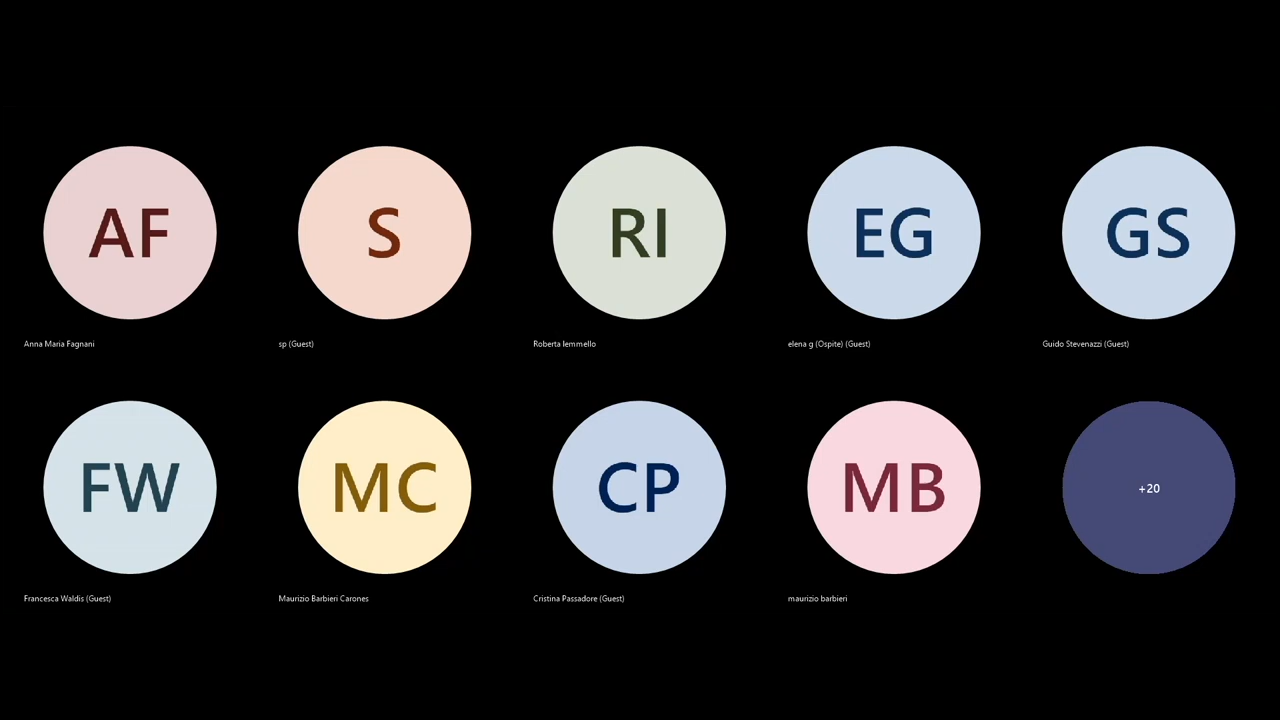 AF
S
RI
EG
GS
Anna Maria Fagnani
sp (Guest)
Roberta Iemmello
elena g (Ospite) (Guest)
Guido Stevenazzi (Guest)
FW
MC
CP
MB
+20
Francesca Waldis (Guest)
Maurizio Barbieri Carones
Cristina Passadore (Guest)
maurizio barbieri